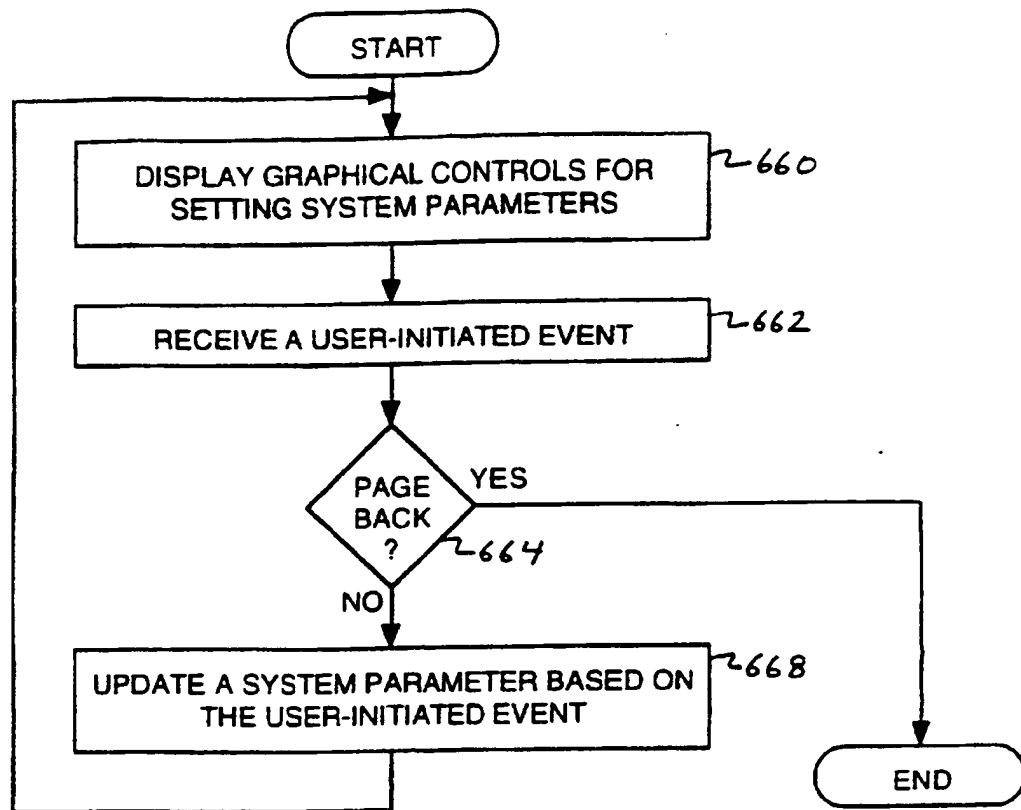 START
DISPLAY GRAPHICAL CONTROLS FOR
SETTING SYSTEM PARAMETERS
660
RECEIVE A USER-INITIATED EVENT
662
PAGE
BACK
?
YES
664
NO
UPDATE A SYSTEM PARAMETER BASED ON
THE USER-INITIATED EVENT
668
END